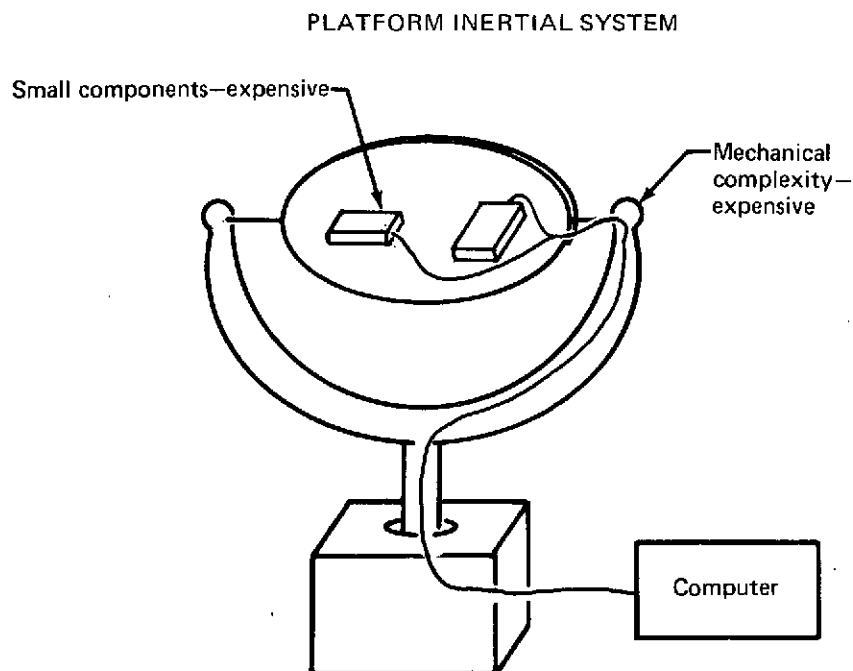 PLATFORM INERTIAL SYSTEM
Small components—expensive
Mechanical
complexity—
expensive
Computer